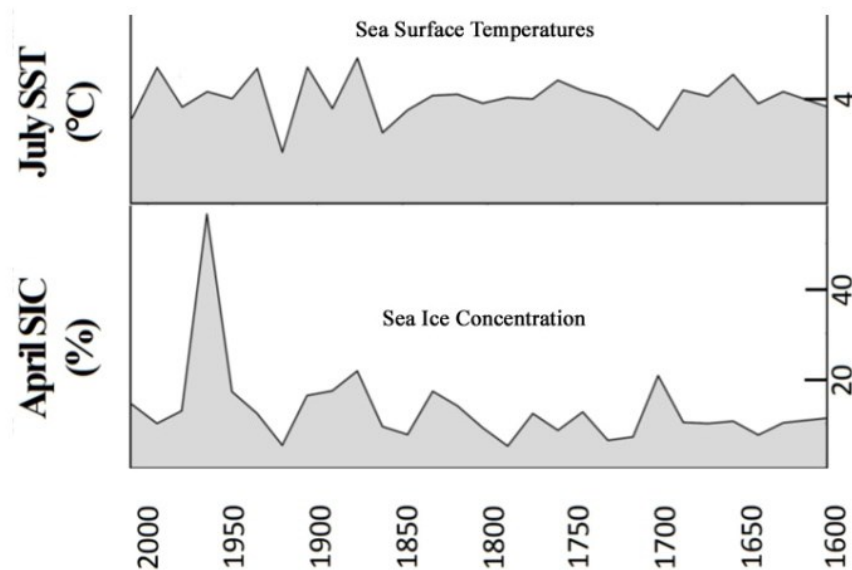 Sea Surface Temperatures
July SST
(°C)
4
Sea Ice Concentration
April SIC
(%)
40
20
2000
1950
1900
1850
1800
1750
1700
1650
1600